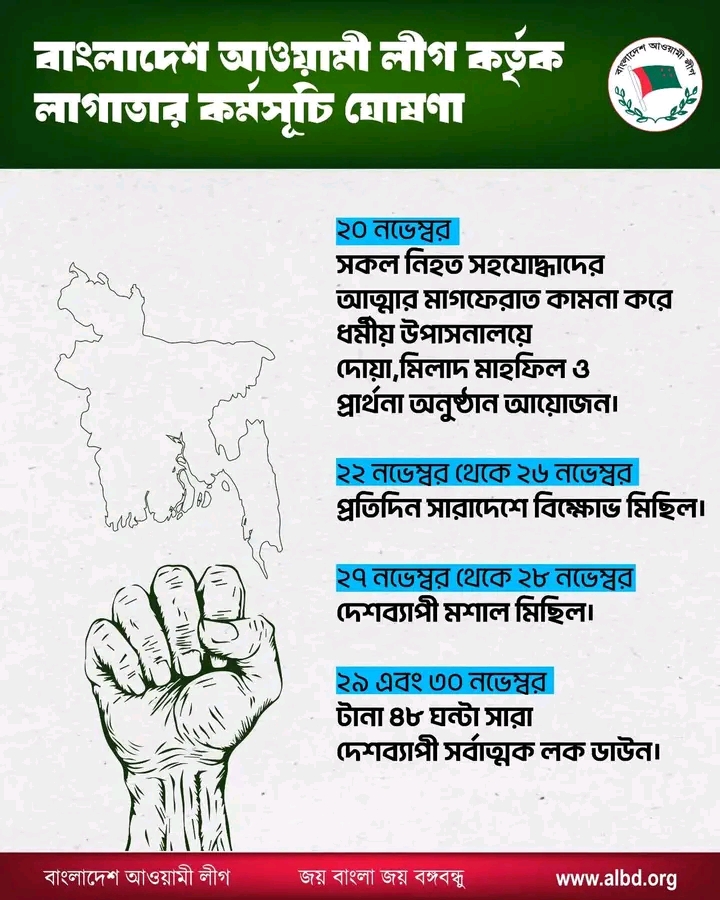 বাংলাদেশ আওয়ামী লীগ কর্তৃক
লাগাতার কর্মসূচি ঘোষণা
বাংলাদেশ আওয়ামী লীগ
২০ নভেম্বর
সকল নিহত সহযোদ্ধাদের
আত্মার মাগফেরাত কামনা করে
ধর্মীয় উপাসনালয়ে
দোয়া,মিলাদ মাহফিল ও
প্রার্থনা অনুষ্ঠান আয়োজন।
২২ নভেম্বর থেকে ২৬ নভেম্বর
প্রতিদিন সারাদেশে বিক্ষোভ মিছিল।
২৭ নভেম্বর থেকে ২৮ নভেম্বর
দেশব্যাপী মশাল মিছিল।
২৯ এবং ৩০ নভেম্বর
টানা ৪৮ ঘন্টা সারা
দেশব্যাপী সর্বাত্মক লক ডাউন।
বাংলাদেশ আওয়ামী লীগ
জয় বাংলা জয় বঙ্গবন্ধু
www.albd.org